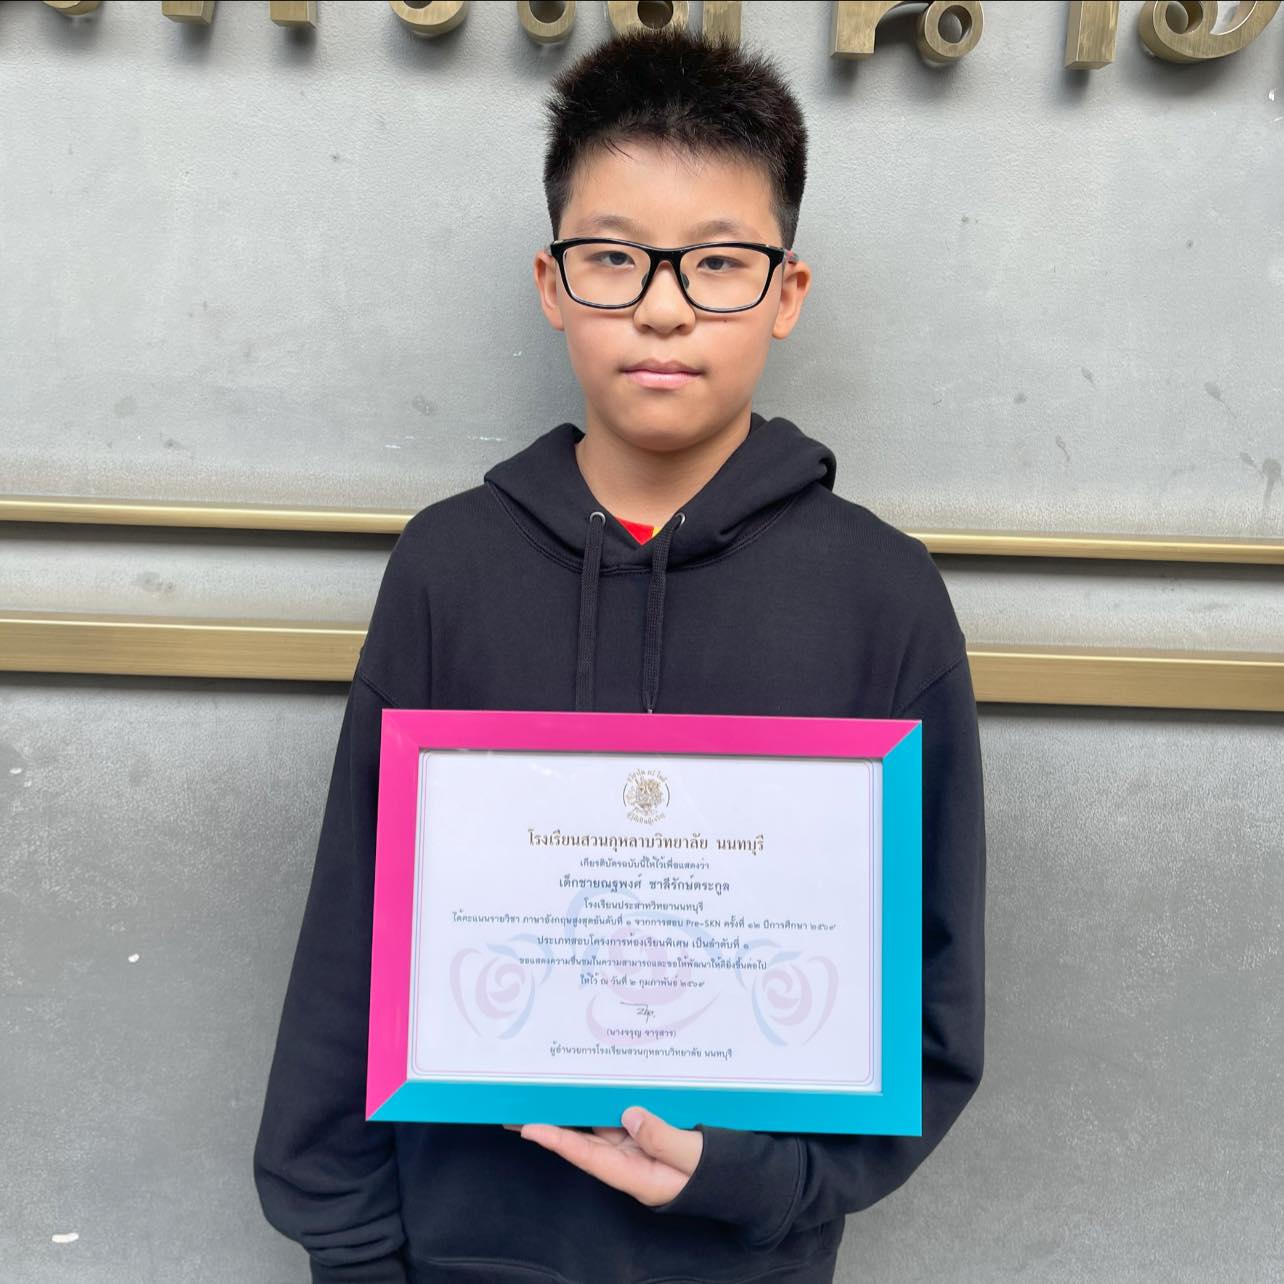 โรงเรียนสวนกุหลาบวิทยาลัย นนทบุรี
เกียรติบัตรฉบับนี้ให้ไว้เพื่อแสดงว่า
เด็กชายณฐพงศ์ ชาลีรักษ์ตระกูล
โรงเรียนประสาทวิทยานนทบุรี
ได้คะแนนรายวิชา ภาษาอังกฤษสูงสุดอันดับที่ ๑ จากการสอบ Pre-SKN ครั้งที่ ๑๒ ปีการศึกษา ๒๕๖๙
ประเภทสอบโครงการห้องเรียนพิเศษ เป็นลำดับที่ ๑
ขอแสดงความชื่นชมในความสามารถและขอให้พัฒนาให้ดียิ่งขึ้นต่อไป
ให้ไว้ ณ วันที่ ๒ กุมภาพันธ์ ๒๕๖๙
(นางจรุญ จารุสาร)
ผู้อำนวยการโรงเรียนสวนกุหลาบวิทยาลัย นนทบุรี